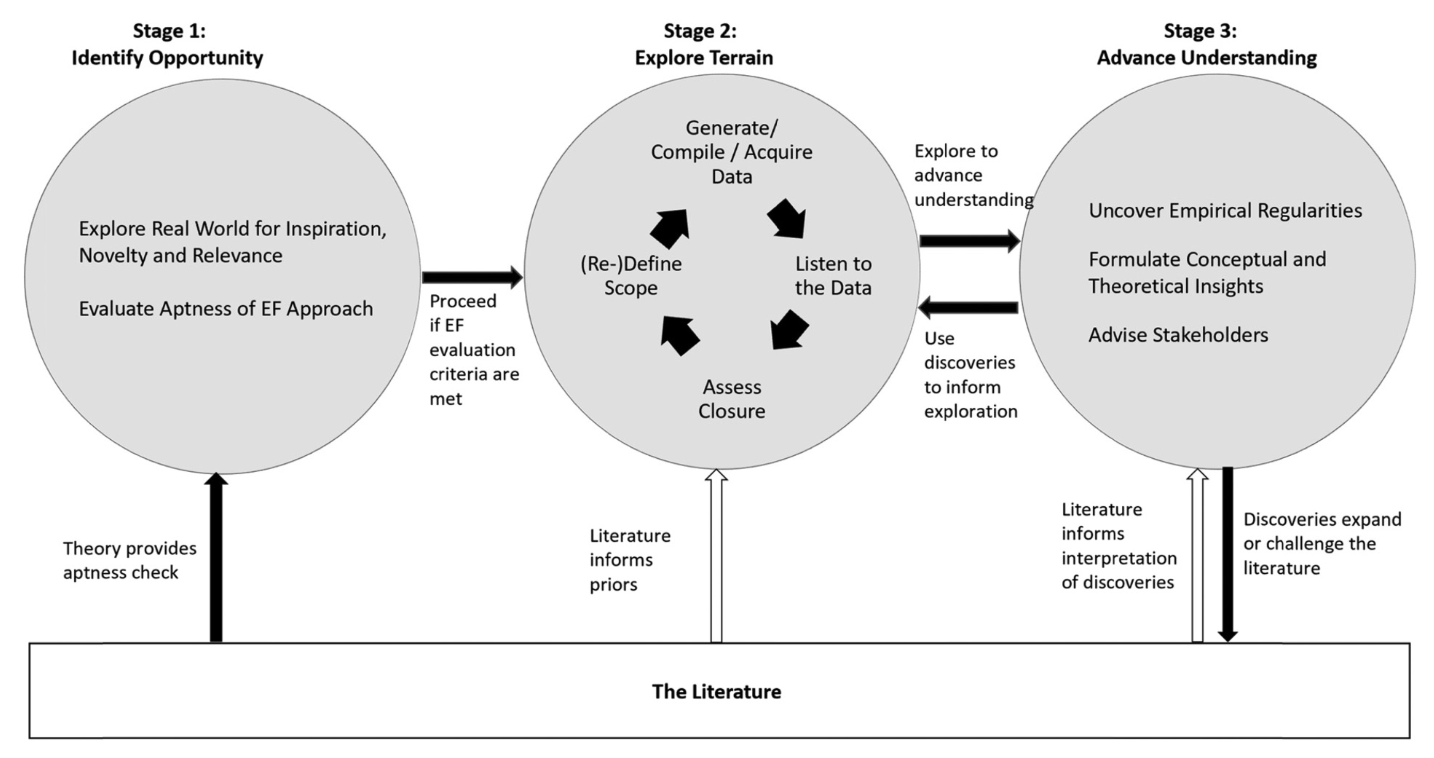 Stage 1:
Identify Opportunity
Explore Real World for Inspiration,
Novelty and Relevance
Evaluate Aptness of EF Approach
Proceed
if EF
evaluation
criteria are
met
Stage 2:
Explore Terrain
Generate/
Compile / Acquire
Data
Listen to
the Data
Assess
Closure
(Re-)Define
Scope
Explore to
advance
understanding
Use
discoveries
to inform
exploration
Stage 3:
Advance Understanding
Uncover Empirical Regularities
Formulate Conceptual and
Theoretical Insights
Advise Stakeholders
Theory provides
aptness check
Literature
informs
priors
Literature
informs
interpretation
of discoveries
Discoveries expand
or challenge the
literature
The Literature